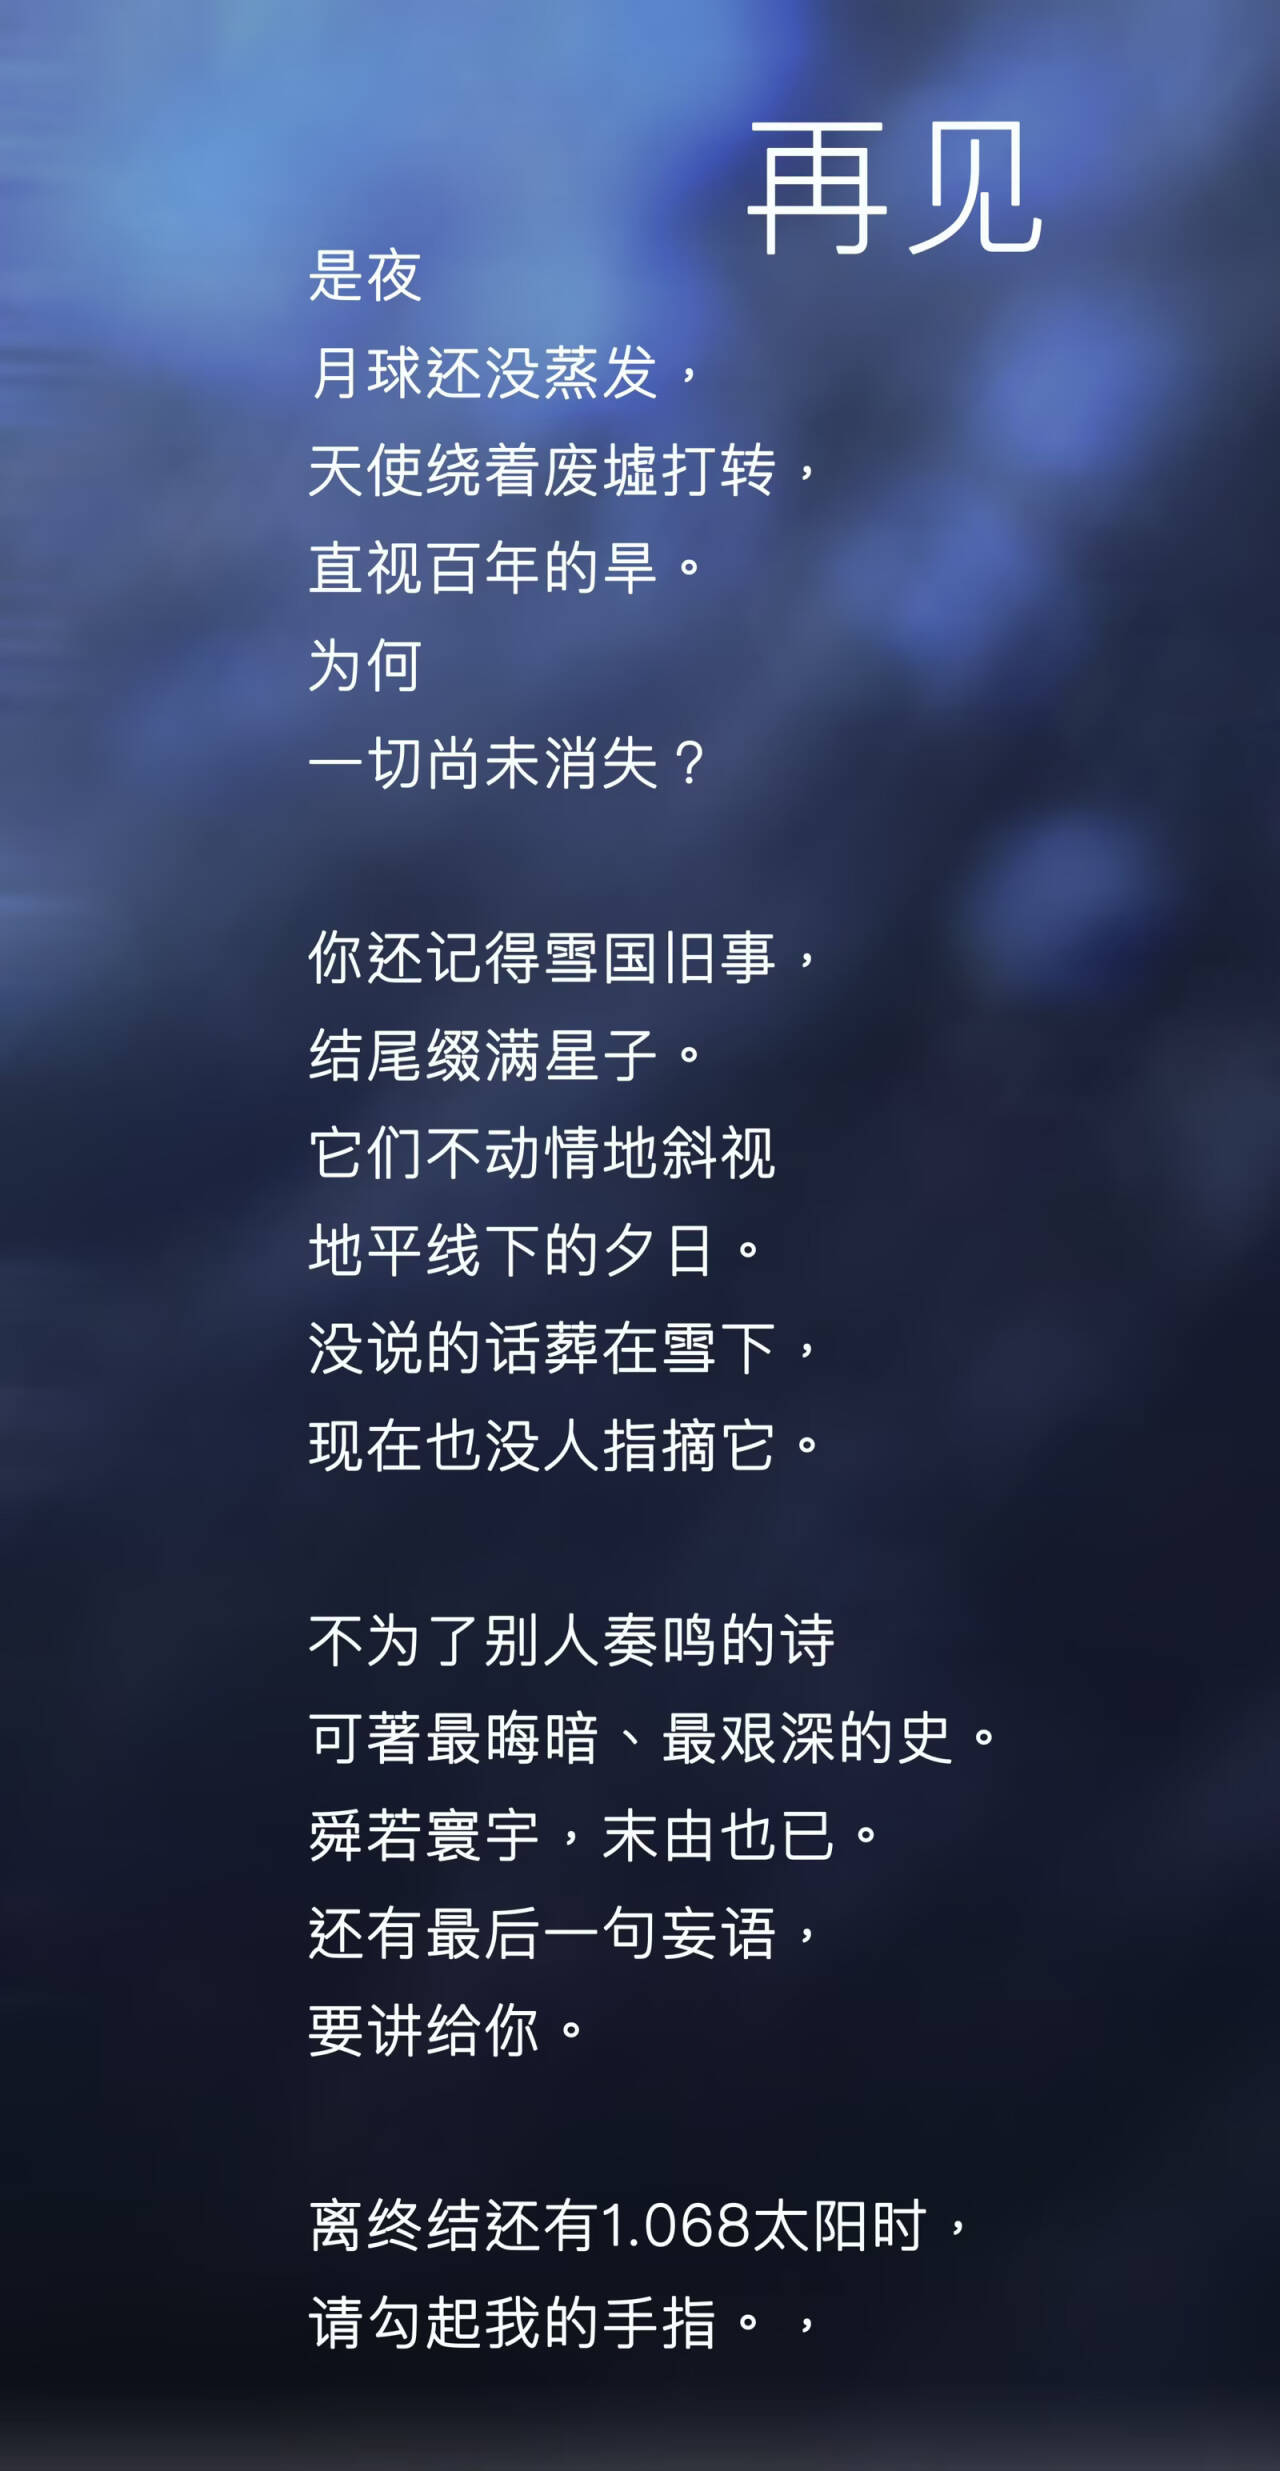 再见
是夜
月球还没蒸发，
天使绕着废墟打转，
直视百年的旱。
为何
一切尚未消失？
你还记得雪国旧事，
结尾缀满星子。
它们不动情地斜视
地平线下的夕日。
没说的话葬在雪下，
现在也没人指摘它。
不为了别人奏鸣的诗
可著最晦暗、最艰深的史。
舜若寰宇，末由也已。
还有最后一句妄语，
要讲给你。
离终结还有1.068太阳时，
请勾起我的手指。，